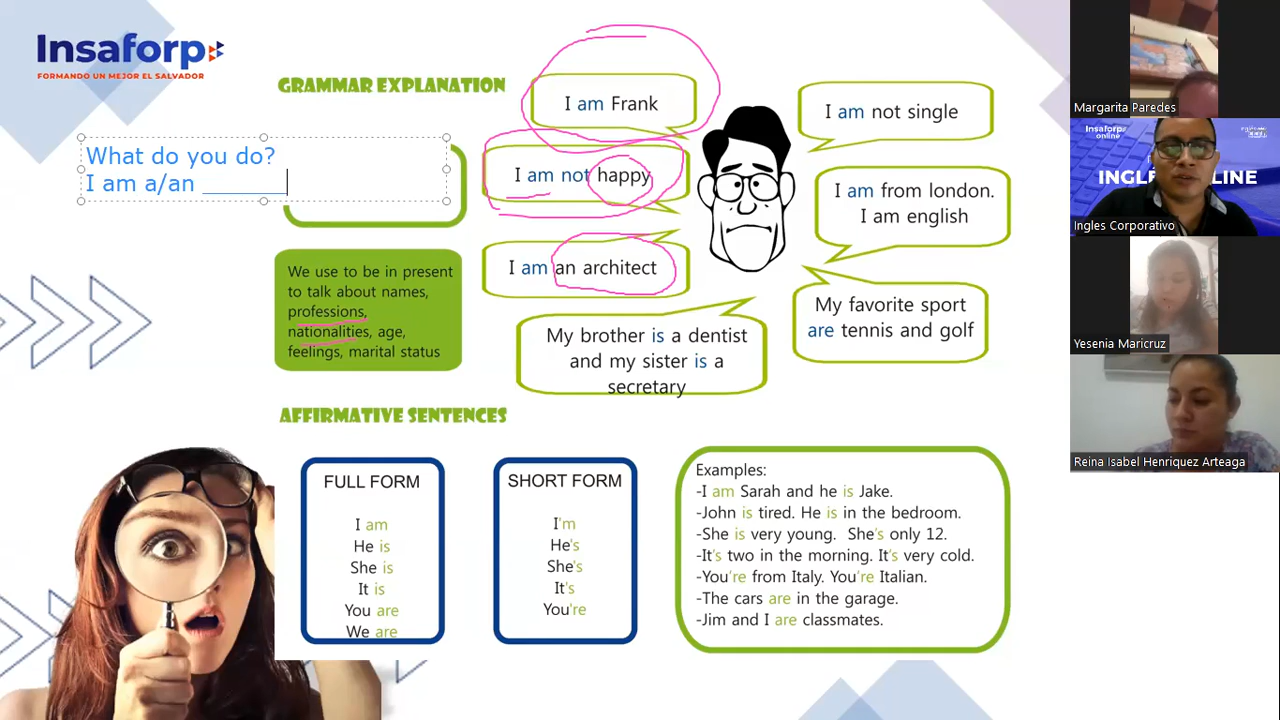 Insaforp
FORMANDO UN MEJOR EL SALVADOR
GRAMMAR EXPLANATION
What do you do?
I am a/an ________
We use to be in present
to talk about names,
professions,
nationalities, age,
feelings, marital status
I am Frank
I am not happy
I am an architect
My brother is a dentist
and my sister is a
secretary
I am not single
I am from london.
I am english
My favorite sport
are tennis and golf
AFFIRMATIVE SENTENCES
FULL FORM
I am
He is
She is
It is
You are
We are
SHORT FORM
I'm
He's
She's
It's
You're
Examples:
-I am Sarah and he is Jake.
-John is tired. He is in the bedroom.
-She is very young. She's only 12.
-It's two in the morning. It's very cold.
-You're from Italy. You're Italian.
-The cars are in the garage.
-Jim and I are classmates.
Margarita Paredes
Insaforp
online
INGL ONLINE
Ingles Corporativo
Yesenia Maricruz
Reina Isabel Henriquez Arteaga